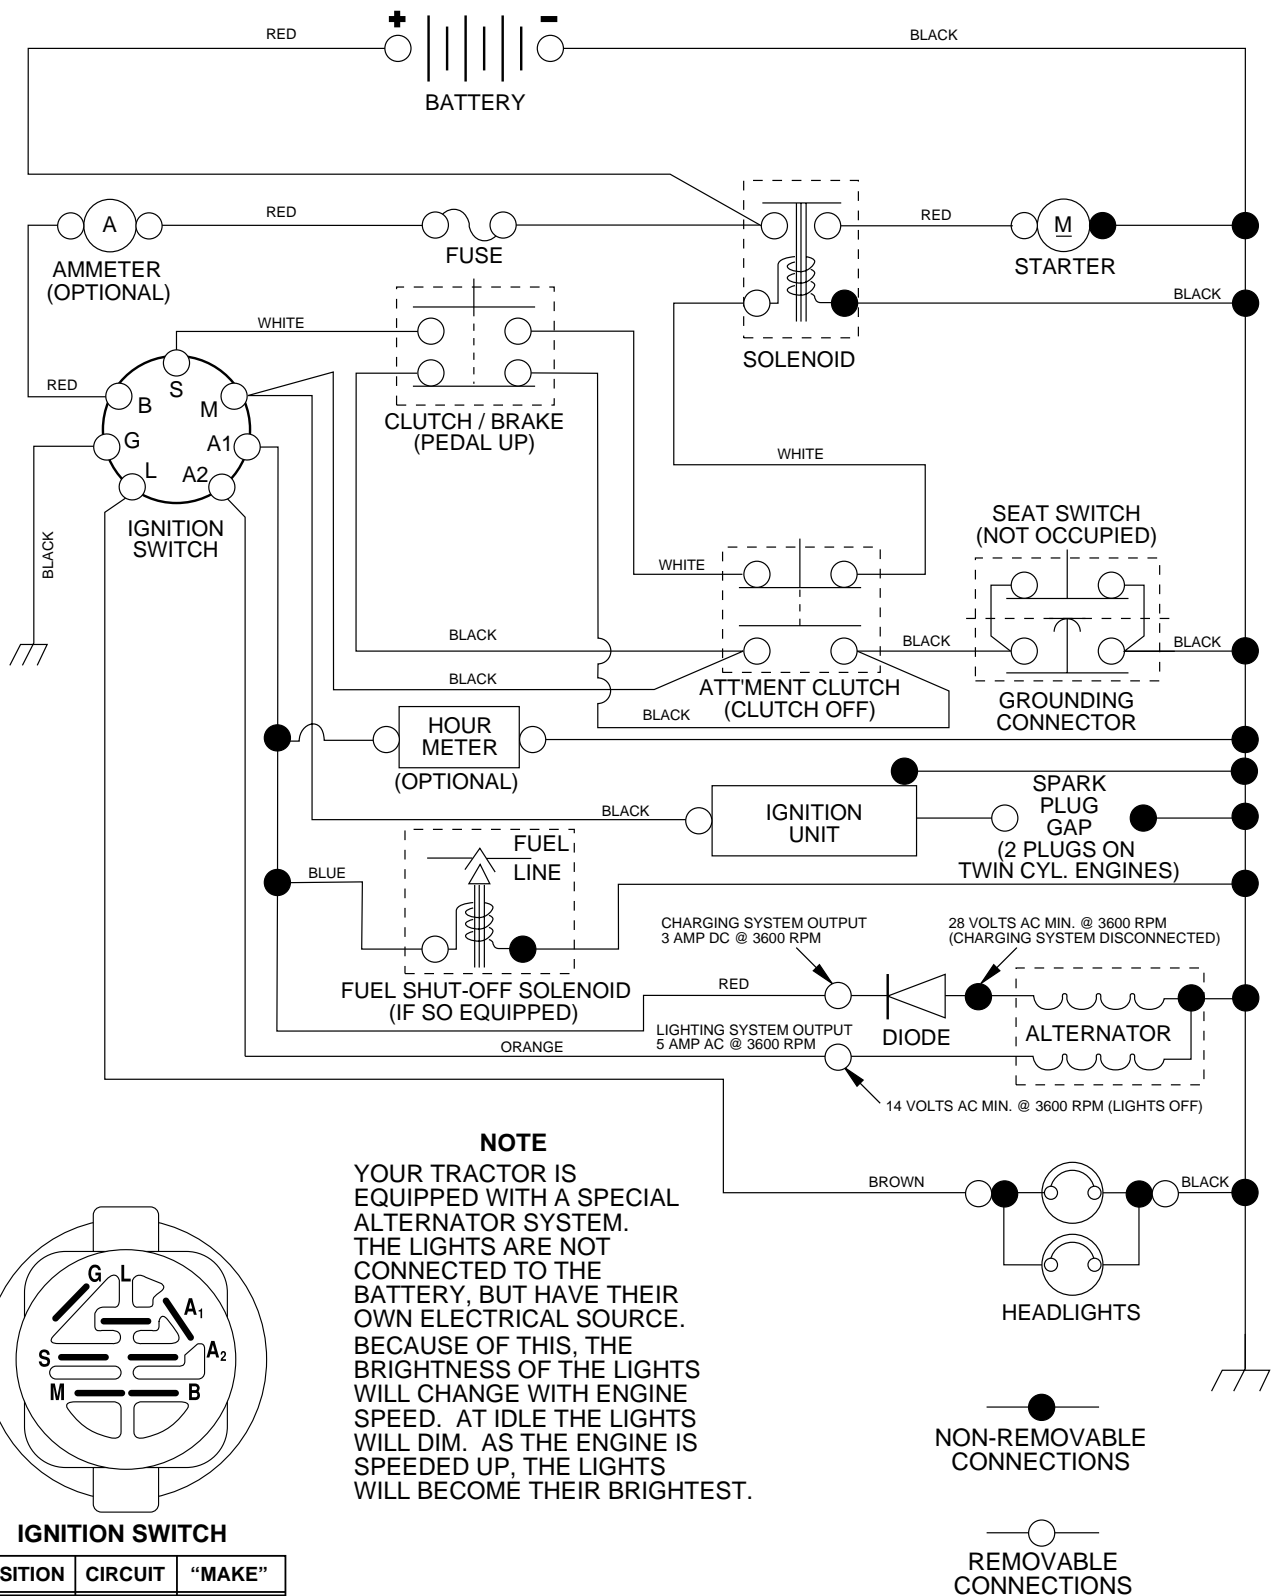 +
-
RED
BLACK
BATTERY
A
RED
FUSE
RED
M
STARTER
AMMETER
(OPTIONAL)
BLACK
SOLENOID
WHITE
RED
S
B
M
G
A1
L
A2
CLUTCH / BRAKE
(PEDAL UP)
WHITE
IGNITION
SWITCH
BLACK
SEAT SWITCH
(NOT OCCUPIED)
WHITE
BLACK
BLACK
BLACK
BLACK
BLACK
ATT'MENT CLUTCH
(CLUTCH OFF)
GROUNDING
CONNECTOR
HOUR
METER
(OPTIONAL)
BLACK
IGNITION
UNIT
SPARK
PLUG
GAP
(2 PLUGS ON
TWIN CYL. ENGINES)
FUEL
LINE
BLUE
FUEL SHUT-OFF SOLENOID
(IF SO EQUIPPED)
CHARGING SYSTEM OUTPUT
3 AMP DC @ 3600 RPM
28 VOLTS AC MIN. @ 3600 RPM
(CHARGING SYSTEM DISCONNECTED)
RED
DIODE
ALTERNATOR
LIGHTING SYSTEM OUTPUT
5 AMP AC @ 3600 RPM
ORANGE
14 VOLTS AC MIN. @ 3600 RPM (LIGHTS OFF)
NOTE
YOUR TRACTOR IS
EQUIPPED WITH A SPECIAL
ALTERNATOR SYSTEM.
THE LIGHTS ARE NOT
CONNECTED TO THE
BATTERY, BUT HAVE THEIR
OWN ELECTRICAL SOURCE.
BECAUSE OF THIS, THE
BRIGHTNESS OF THE LIGHTS
WILL CHANGE WITH ENGINE
SPEED. AT IDLE THE LIGHTS
WILL DIM. AS THE ENGINE IS
SPEEDED UP, THE LIGHTS
WILL BECOME THEIR BRIGHTEST.
BROWN
BLACK
HEADLIGHTS
G
L
A1
S
A2
M
B
IGNITION SWITCH
SITION CIRCUIT "MAKE"
NON-REMOVABLE
CONNECTIONS
REMOVABLE
CONNECTIONS